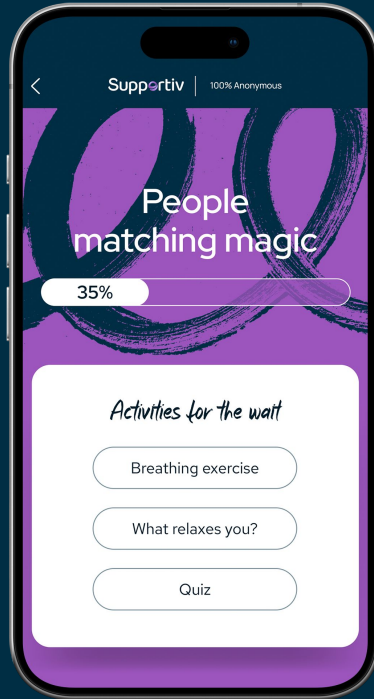 Supportiv
100% Anonymous
People
matching magic
35%
Activities for the wait
Breathing exercise
What relaxes you?
Quiz